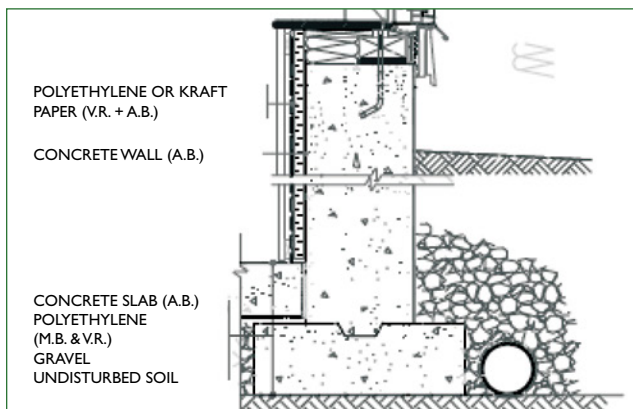 POLYETHYLENE OR KRAFT
PAPER (V.R. + A.B.)
CONCRETE WALL (A.B.)
CONCRETE SLAB (A.B.)
POLYETHYLENE
(M.B. & V.R.)
GRAVEL
UNDISTURBED SOIL